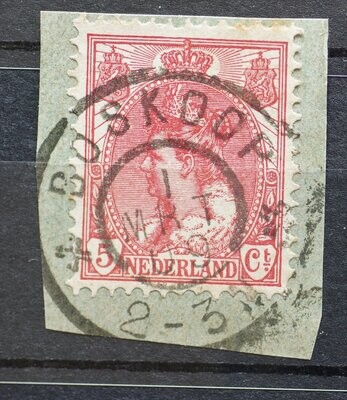 BOSKOOP
1
MRT
2-3
5 Ct
NEDERLAND